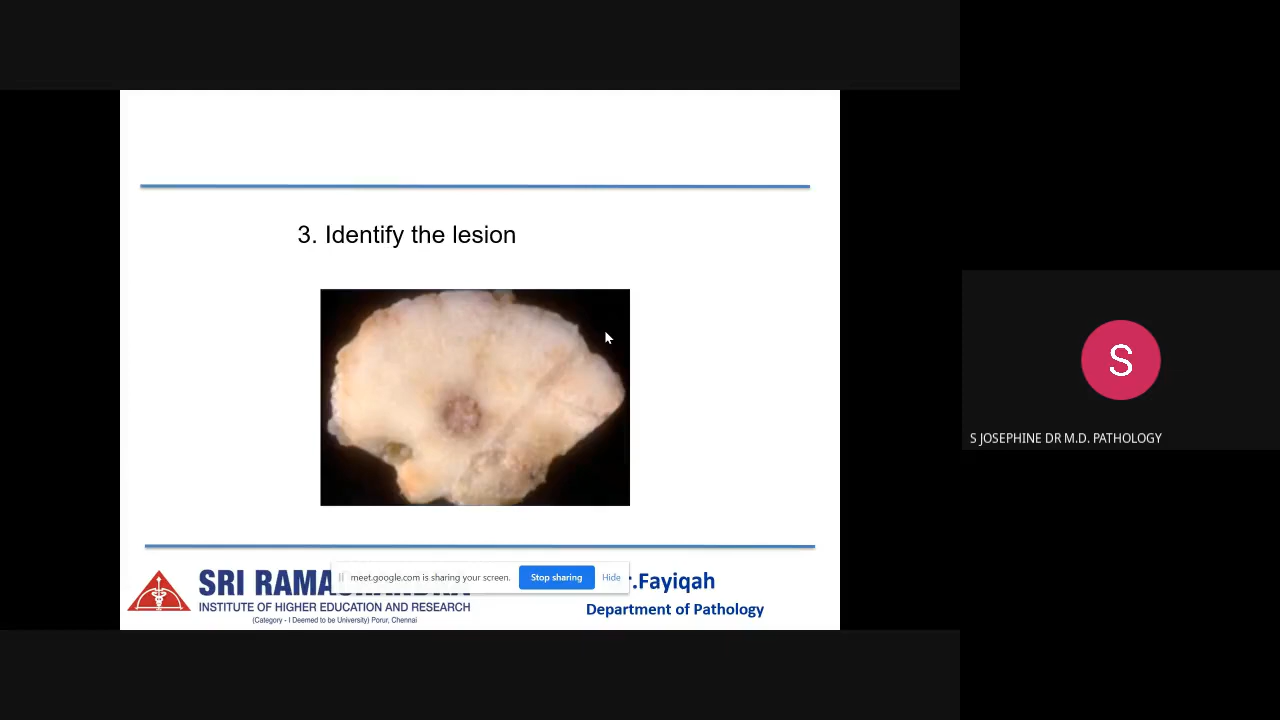 3. Identify the lesion
S
S JOSEPHINE DR M.D. PATHOLOGY
meet.google.com is sharing your screen.
Stop sharing
Hide
SRI
INSTITUTE OF HIGHER EDUCATION AND RESEARCH
(Category - I Deemed to be University) Porur, Chennai
.Fayiqah
Department of Pathology